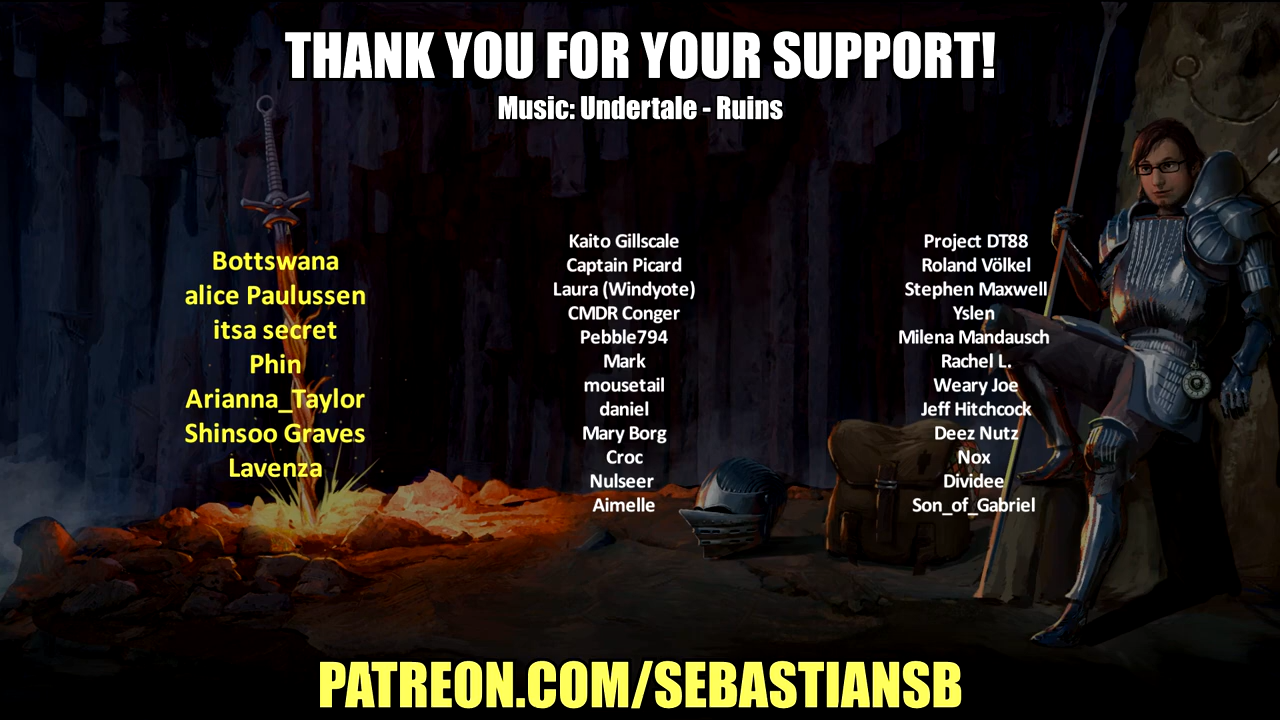 THANK YOU FOR YOUR SUPPORT!
Music: Undertale - Ruins
Bottswana
alice Paulussen
itsa secret
Phin
Arianna_Taylor
Shinsoo Graves
Lavenza
Kaito Gillscale
Captain Picard
Laura (Windyote)
CMDR Conger
Pebble794
Mark
mousetail
daniel
Mary Borg
Croc
Nulseer
Aimelle
Project DT88
Roland Völkel
Stephen Maxwell
Yslen
Milena Mandausch
Rachel L.
Weary Joe
Jeff Hitchcock
Deez Nutz
Nox
Dividee
Son_of_Gabriel
PATREON.COM/SEBASTIANSB